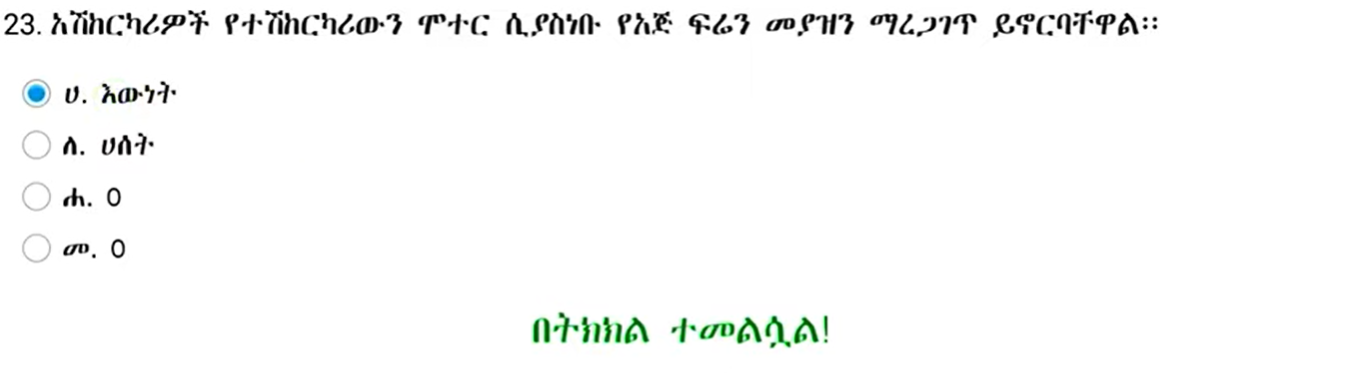 23. አሽከርካሪዎች የተሽከርካሪውን ሞተር ሲያስነሱ የእጅ ፍሬን መያዝን ማረጋገጥ ይኖርባቸዋል።
ሀ. እውነት
ለ. ሀሰት
ሐ. 0
መ. 0
በትክክል ተመልሷል!